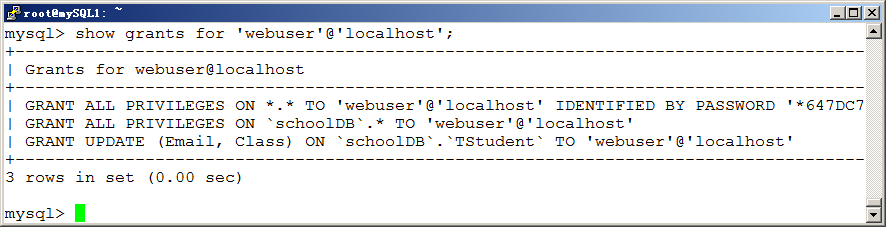 root@mySQL1: ~
mysql> show grants for 'webuser'@'localhost';
+--------------------------------------------------------------------------------------
| Grants for webuser@localhost
+--------------------------------------------------------------------------------------
| GRANT ALL PRIVILEGES ON *.* TO 'webuser'@'localhost' IDENTIFIED BY PASSWORD '*647DC7
| GRANT ALL PRIVILEGES ON `schoolDB`.* TO 'webuser'@'localhost'
| GRANT UPDATE (Email, Class) ON `schoolDB`.`TStudent` TO 'webuser'@'localhost'
+--------------------------------------------------------------------------------------
3 rows in set (0.00 sec)
mysql>